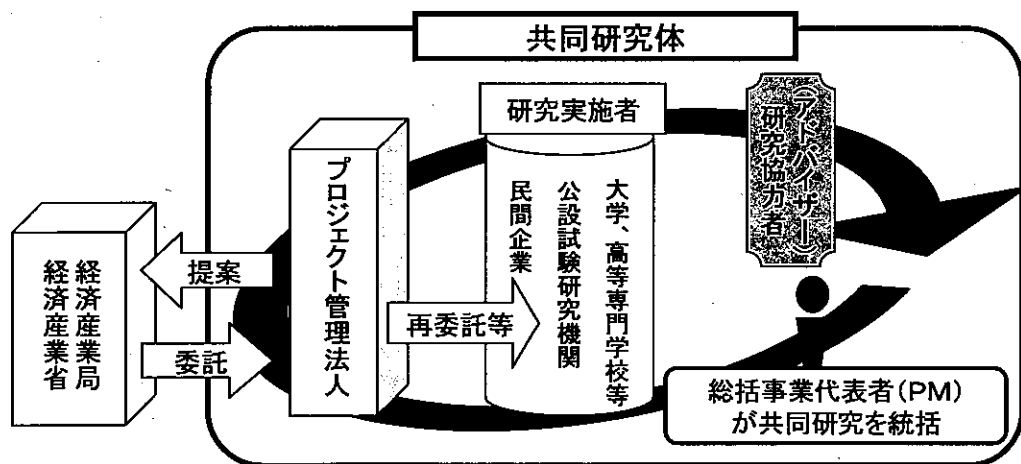 共同研究体
研究実施者
(アドバイザー)
研究協力者
プロジェクト管理法人
大学、高等専門学校等
公設試験研究機関
民間企業
経済産業局
経済産業省
提案
委託
再委託等
総括事業代表者(PM)
が共同研究を統括